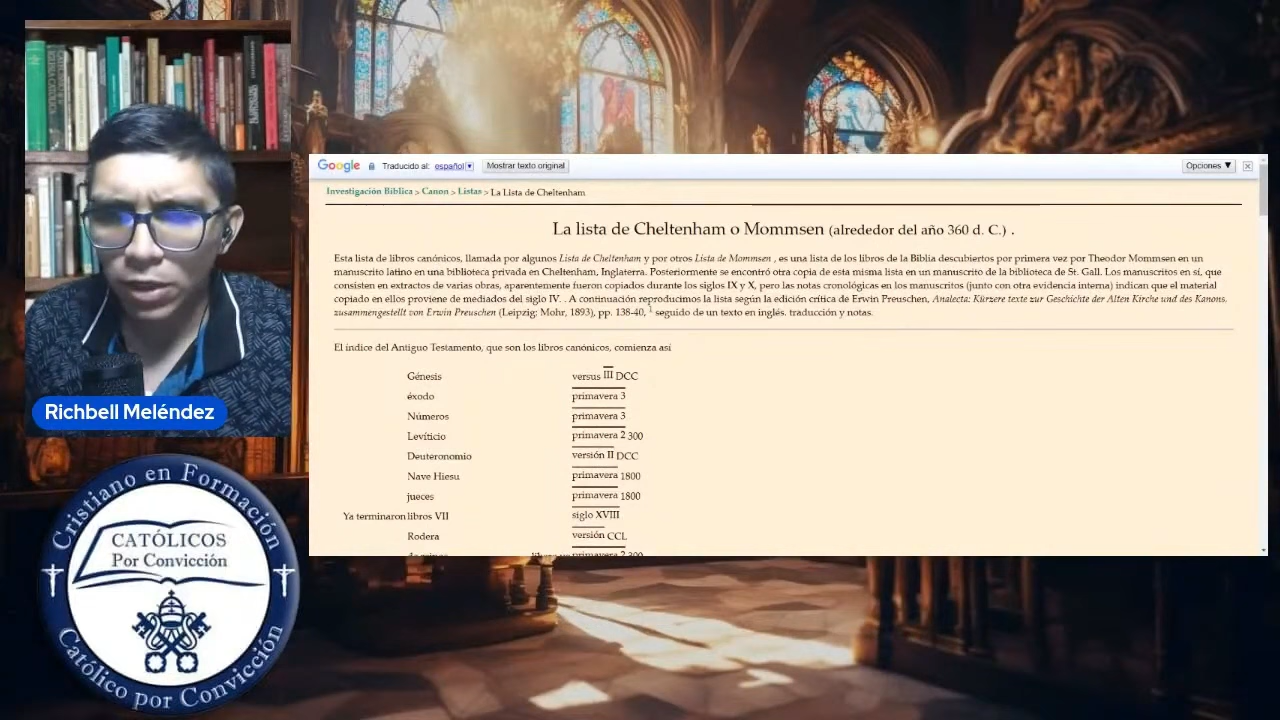 Google Traducido al: español Mostrar texto original Opciones ▼
Investigación Bíblica > Canon > Listas > La Lista de Cheltenham
La lista de Cheltenham o Mommsen (alrededor del año 360 d. C.) .
Esta lista de libros canónicos, llamada por algunos Lista de Cheltenham y por otros Lista de Mommsen , es una lista de los libros de la Biblia descubiertos por primera vez por Theodor Mommsen en un
manuscrito latino en una biblioteca privada en Cheltenham, Inglaterra. Posteriormente se encontró otra copia de esta misma lista en un manuscrito de la biblioteca de St. Gall. Los manuscritos en sí, que
consisten en extractos de varias obras, aparentemente fueron copiados durante los siglos IX y X, pero las notas cronológicas en los manuscritos (junto con otra evidencia interna) indican que el material
copiado en ellos proviene de mediados del siglo IV. . A continuación reproducimos la lista según la edición crítica de Erwin Preuschen, Analecta: Kürzere texte zur Geschichte der Alten Kirche und des Kanons.
zusammengestellt von Erwin Preuschen (Leipzig: Mohr, 1893), pp. 138-40, 1 seguido de un texto en inglés. traducción y notas.
El índice del Antiguo Testamento, que son los libros canónicos, comienza así
Génesis versus III DCC
éxodo primavera 3
Números primavera 3
Levíticio primavera 2 300
Deuteronomio versión II DCC
Nave Hiesu primavera 1800
jueces primavera 1800
Ya terminaron libros VII siglo XVIII
Rodera versión CCL
primavera 2 300
Richbell Meléndez
Cristiano en Formación
CATÓLICOS
Por Convicción
Católico por Convicción